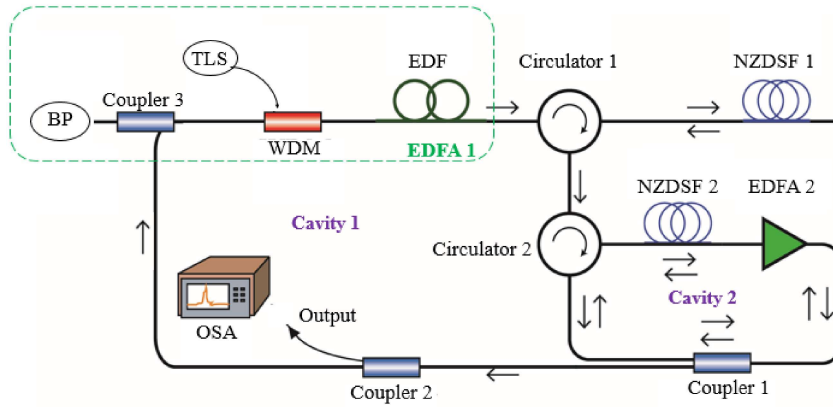 TLS
EDF
Circulator 1
NZDSF 1
BP
Coupler 3
WDM
EDFA 1
NZDSF 2
EDFA 2
Cavity 1
Circulator 2
Cavity 2
OSA
Output
Coupler 2
Coupler 1